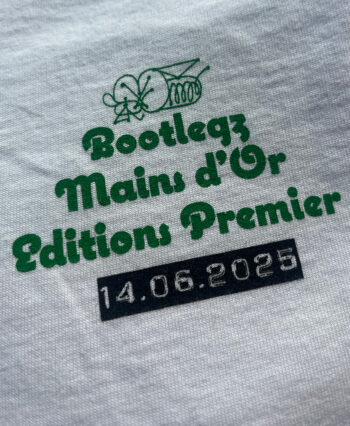 Bootlegz
Mains d'Or
Editions Premier
14.06.2025